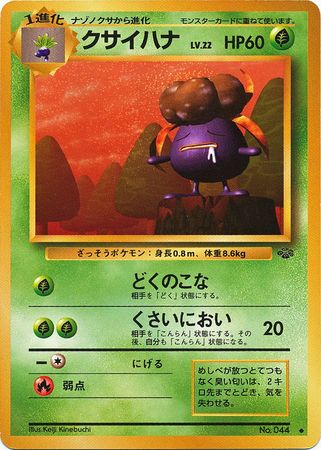 1進化
ナゾノクサから進化
モンスターカードに重ねて使います。
クサイハナ LV.22 HP60
ざっそうポケモン：身長0.8m、体重8.6kg
どくのこな
相手を「どく」状態にする。
くさいにおい 20
相手を「こんらん」状態にする。その
後、自分も「こんらん」状態になる。
にげる
弱点
めしべが放つとてつも
なく臭い匂いは、2キ
ロ先までとどき、気を
失わせる。
Illus. Keiji Kinebuchi
No. 044